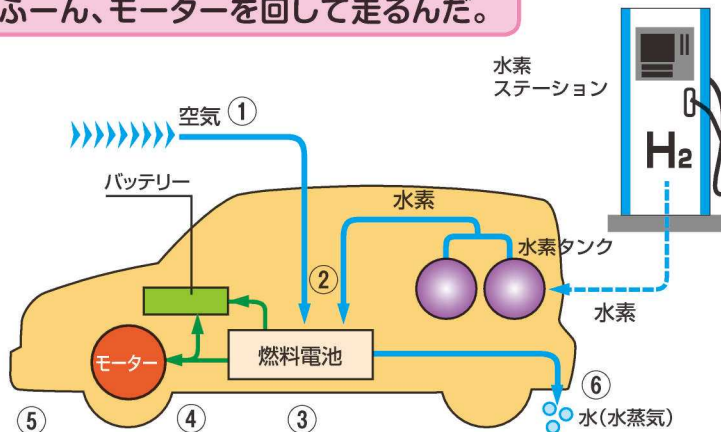 ふーん、モーターを回して走るんだ。
水素
ステーション
空気 ①
H2
バッテリー
水素
水素タンク
②
水素
モーター
燃料電池
⑥
水(水蒸気)
⑤
④
③